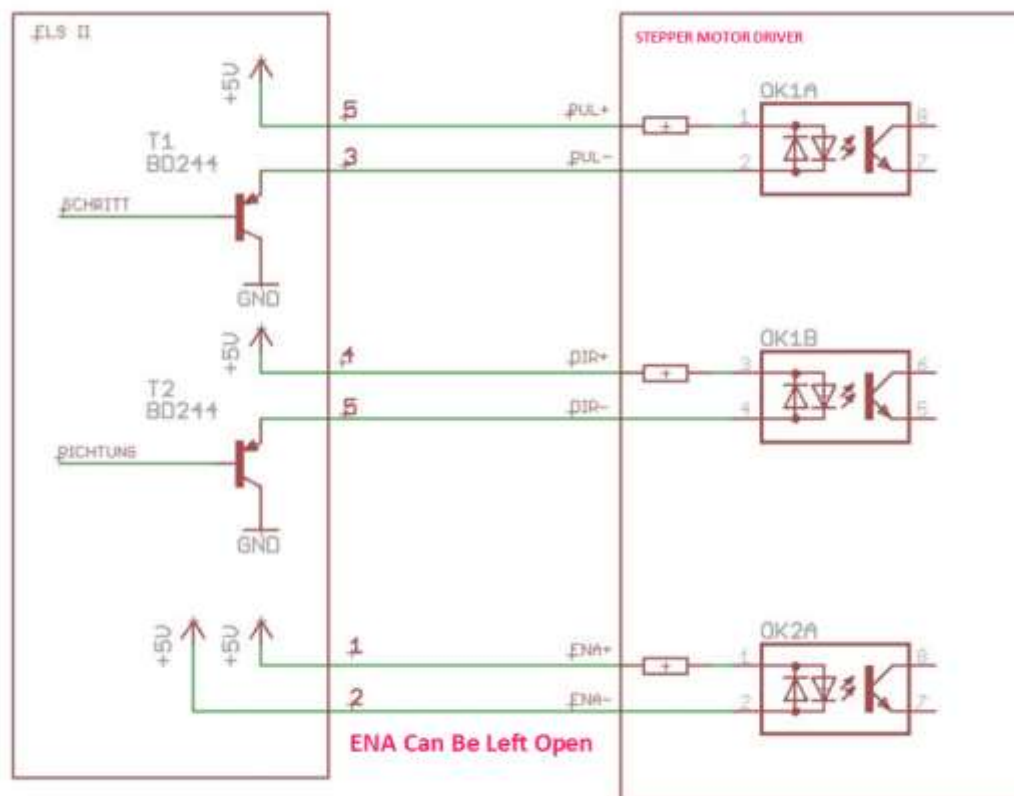 ELS II
STEPPER MOTOR DRIVER
+5V
5
PUL+
+
OK1A
1
8
T1
BD244
3
PUL-
2
7
SCHRITT
GND
+5V
4
DIR+
+
OK1B
3
6
T2
BD244
5
DIR-
4
5
RICHTUNG
GND
+5V
+5V
1
ENA+
+
OK2A
1
8
2
ENA-
2
7
ENA Can Be Left Open